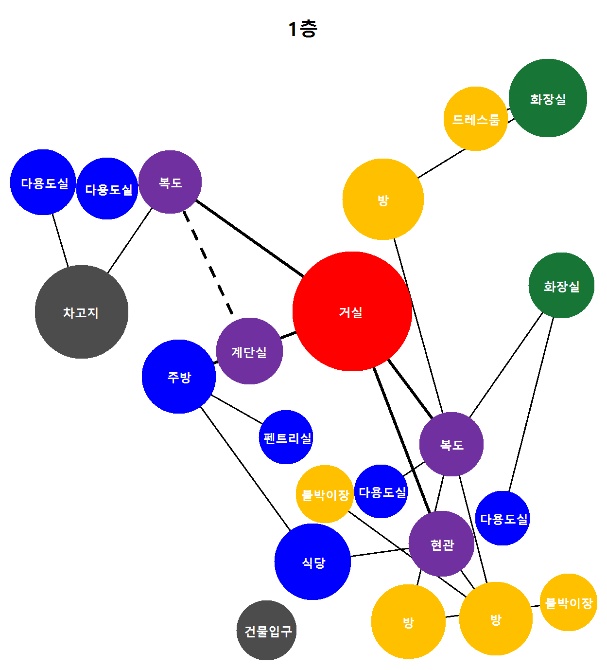 1층
화장실
드레스룸
다용도실
다용도실
복도
방
화장실
차고지
거실
계단실
주방
펜트리실
복도
붙박이장
다용도실
다용도실
현관
식당
붙박이장
방
방
건물입구